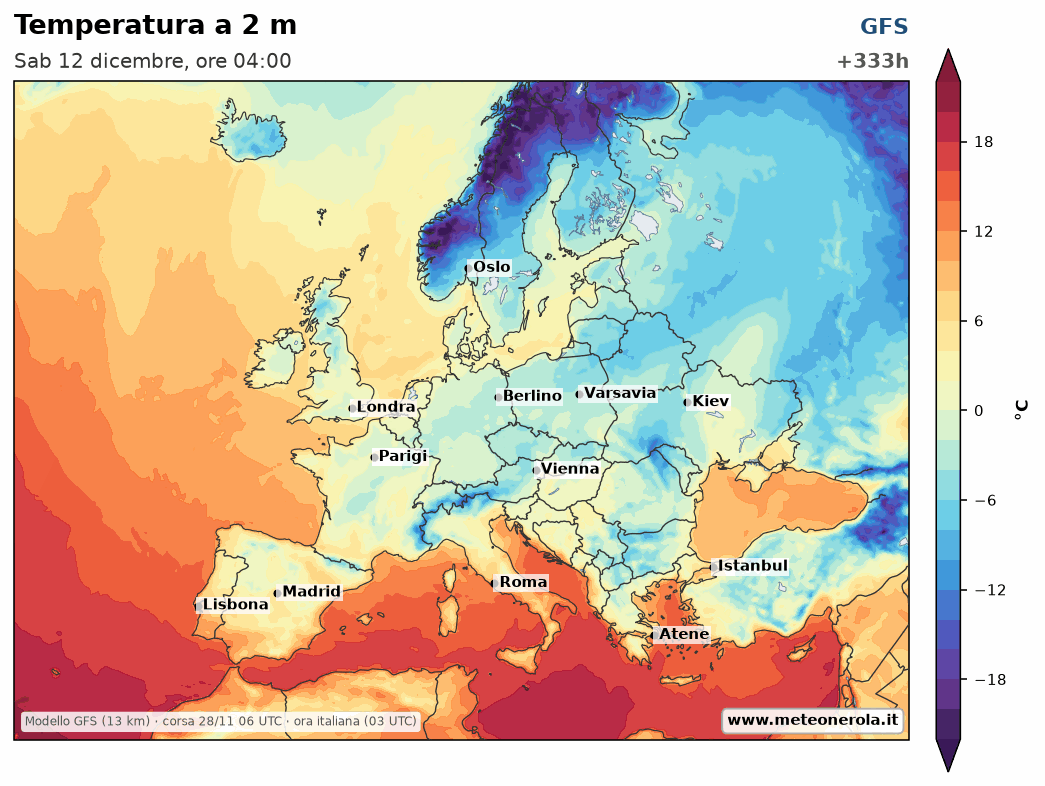 Temperatura a 2 m
GFS
Sab 12 dicembre, ore 04:00
+333h
18
12
6
0
−6
−12
−18
°C
Oslo
Londra
Berlino
Varsavia
Kiev
Parigi
Vienna
Istanbul
Roma
Madrid
Lisbona
Atene
Modello GFS (13 km) · corsa 28/11 06 UTC · ora italiana (03 UTC)
www.meteonerola.it